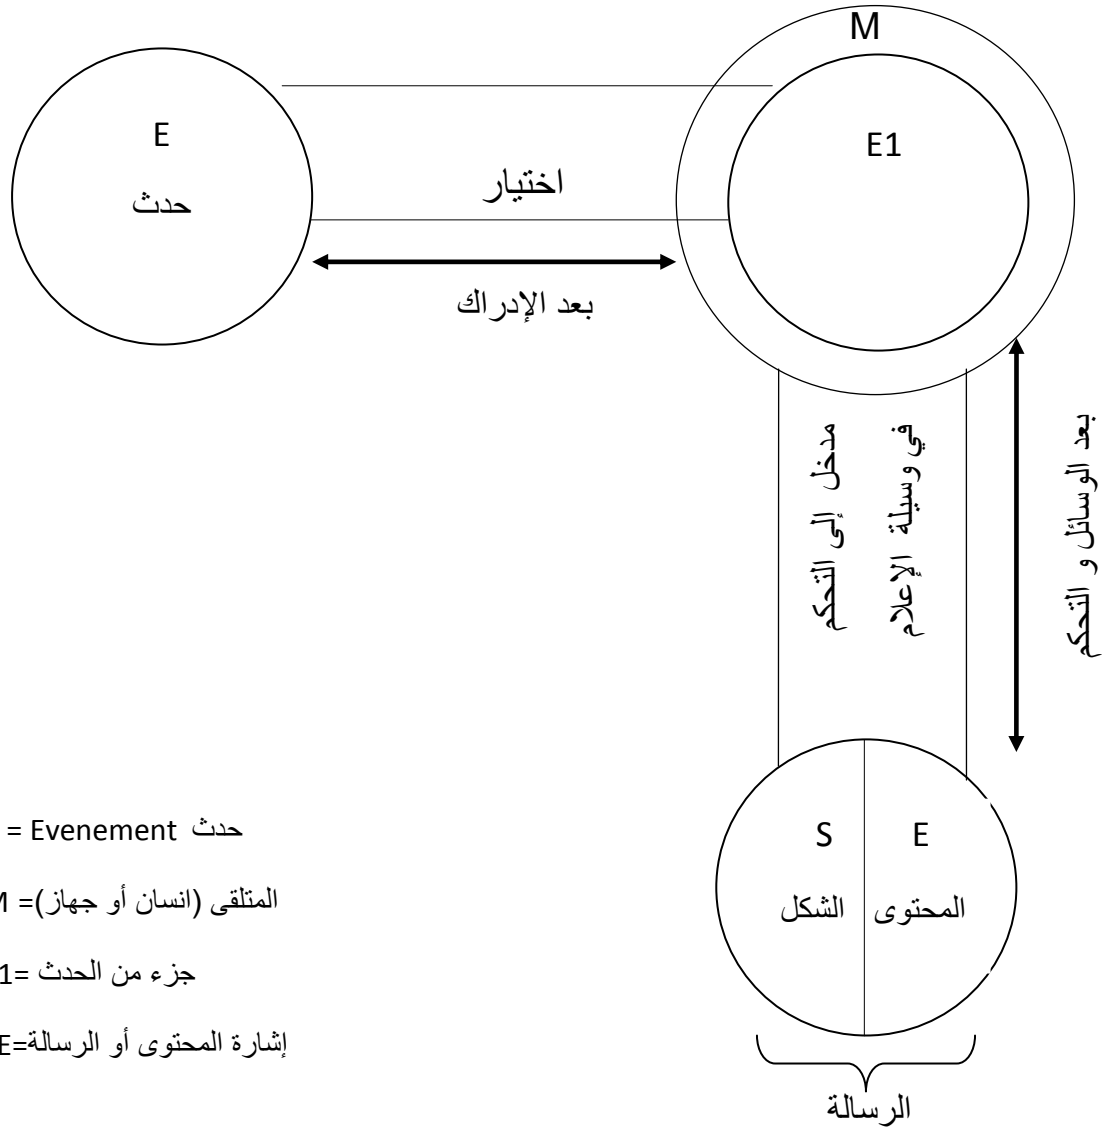 M
E
حدث
E1
اختيار
بعد الإدراك
مدخل إلى التحكم
في وسيلة الإعلام
بعد الوسائل و التحكم
S
الشكل
E
المحتوى
الرسالة
حدث Evenement =
المتلقى (انسان أو جهاز)= M
جزء من الحدث =1
إشارة المحتوى أو الرسالة=E